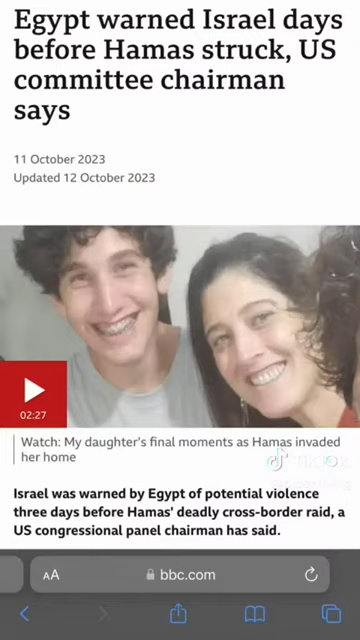 Egypt warned Israel days
before Hamas struck, US
committee chairman
says
11 October 2023
Updated 12 October 2023
02:27
Watch: My daughter's final moments as Hamas invaded
her home
TikTok
Israel was warned by Egypt of potential violence
three days before Hamas' deadly cross-border raid, a
US congressional panel chairman has said.
AA
bbc.com